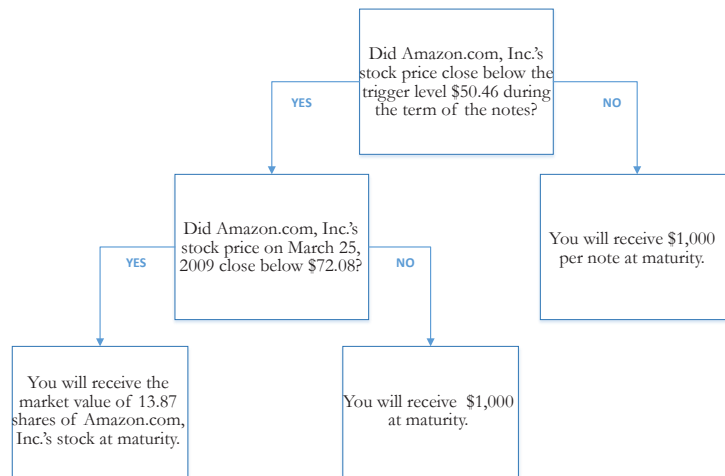 Did Amazon.com, Inc.'s
stock price close below the
trigger level $50.46 during
the term of the notes?
YES
NO
Did Amazon.com, Inc.'s
stock price on March 25,
2009 close below $72.08?
You will receive $1,000
per note at maturity.
YES
NO
You will receive the
market value of 13.87
shares of Amazon.com,
Inc.'s stock at maturity.
You will receive $1,000
at maturity.